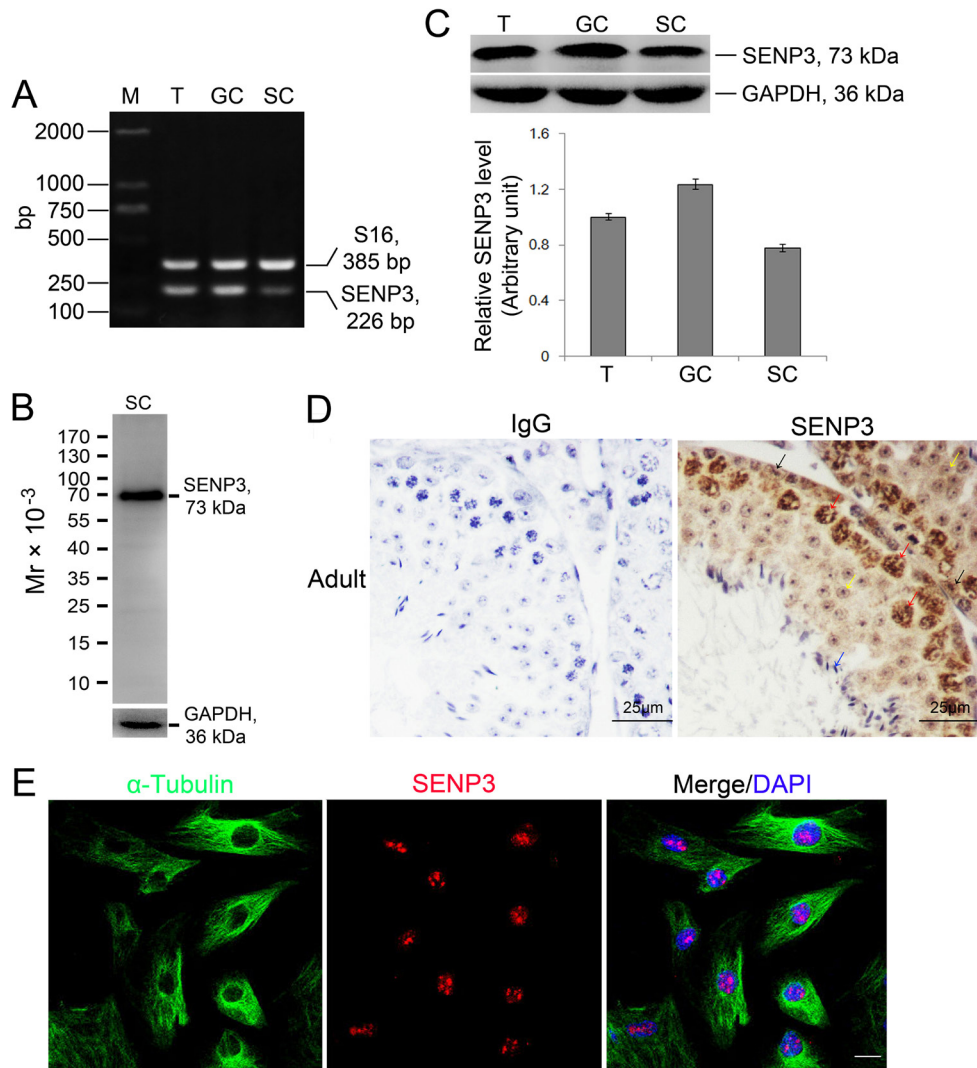 A
M T GC SC
2000
1000
750
500
250
100
bp
S16,
385 bp
SENP3,
226 bp
B
SC
170
130
100
70
55
40
35
25
15
10
Mr × 10-3
SENP3,
73 kDa
GAPDH,
36 kDa
C
T GC SC
SENP3, 73 kDa
GAPDH, 36 kDa
Relative SENP3 level
(Arbitrary unit)
1.6
1.2
0.8
0.4
0
T GC SC
D
IgG SENP3
Adult
25μm 25μm
E
α-Tubulin SENP3 Merge/DAPI